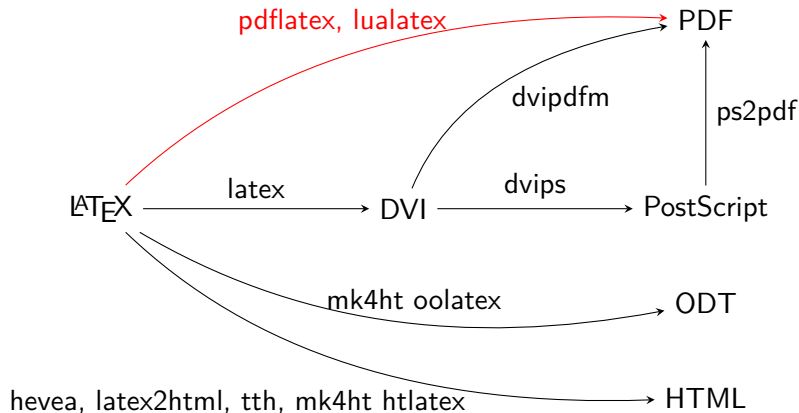 pdflatex, lualatex PDF
dvipdfm
ps2pdf
LATEX latex DVI dvips PostScript
mk4ht oolatex ODT
hevea, latex2html, tth, mk4ht htlatex HTML